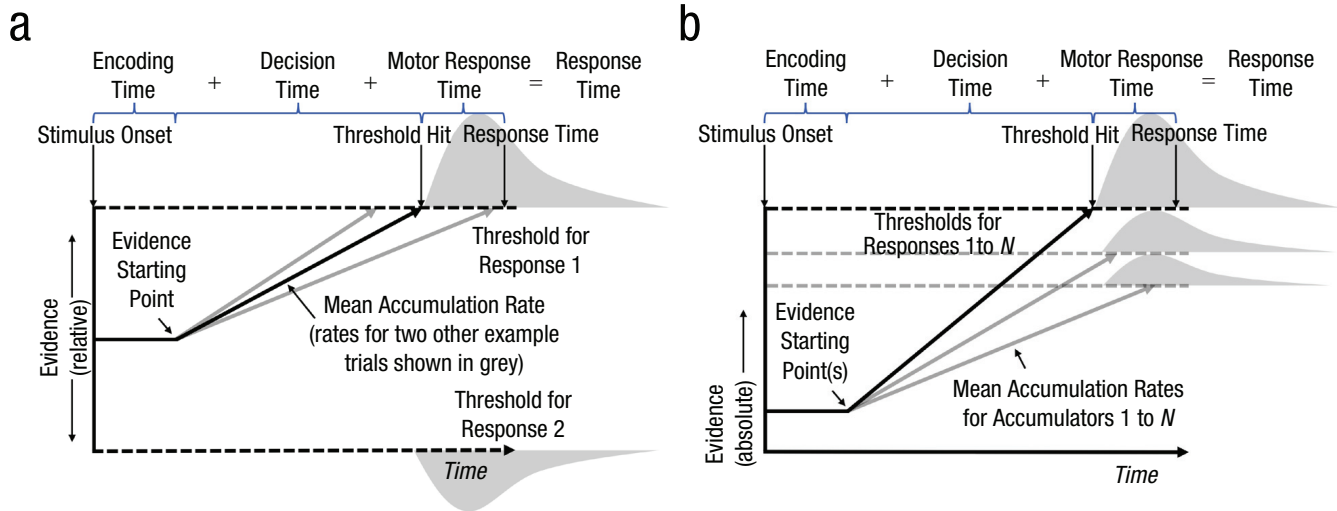 a
Encoding Time + Decision Time + Motor Response Time = Response Time
Stimulus Onset
Threshold Hit
Response Time
Evidence
Starting
Point
Threshold for
Response 1
Mean Accumulation Rate
(rates for two other example
trials shown in grey)
Evidence
(relative)
Threshold for
Response 2
Time
b
Encoding Time + Decision Time + Motor Response Time = Response Time
Stimulus Onset
Threshold Hit
Response Time
Thresholds for
Responses 1to N
Evidence
Starting
Point(s)
Mean Accumulation Rates
for Accumulators 1 to N
Evidence
(absolute)
Time